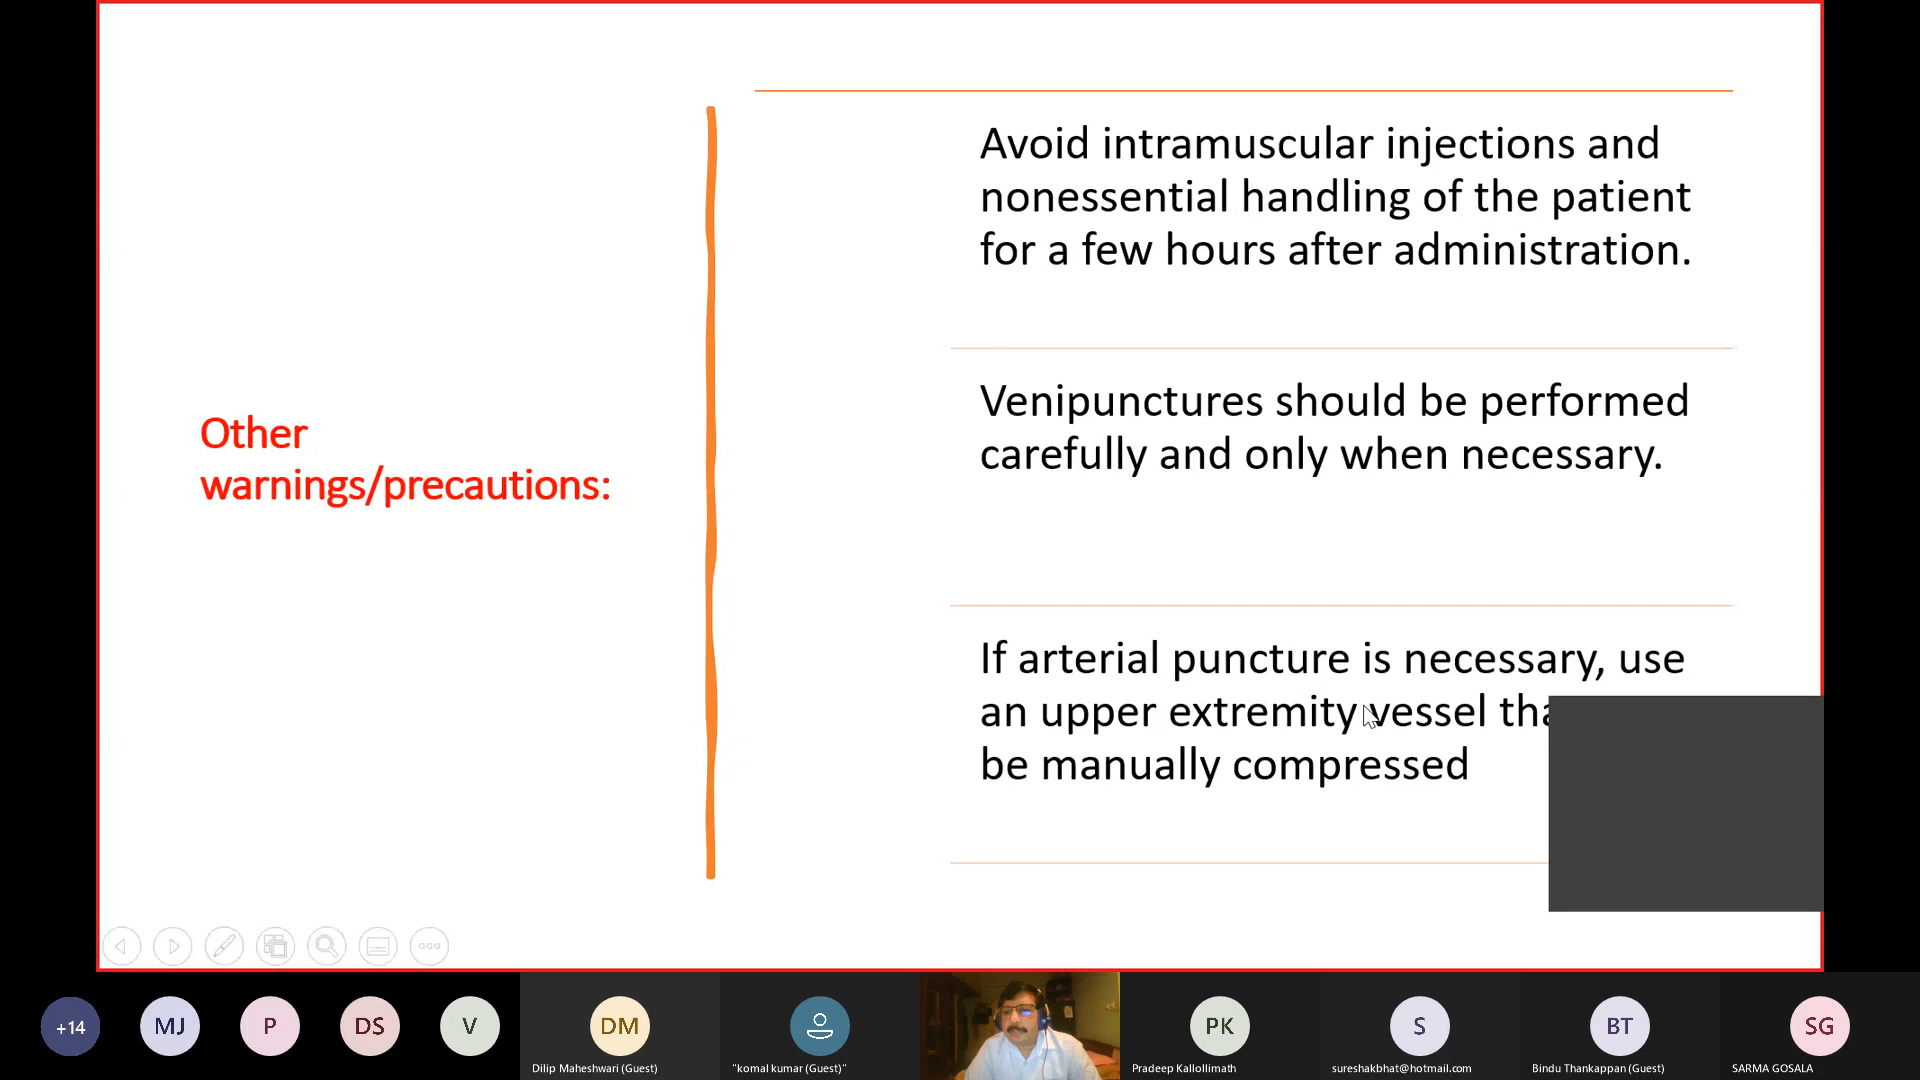 Other
warnings/precautions:
Avoid intramuscular injections and
nonessential handling of the patient
for a few hours after administration.
Venipunctures should be performed
carefully and only when necessary.
If arterial puncture is necessary, use
an upper extremity vessel
be manually compressed
+14
MJ
P
DS
V
DM
Dilip Maheshwari (Guest)
"komal kumar (Guest)"
PK
Pradeep Kallollimath
S
sureshakbhat@hotmail.com
BT
Bindu Thankappan (Guest)
SG
SARMA GOSALA